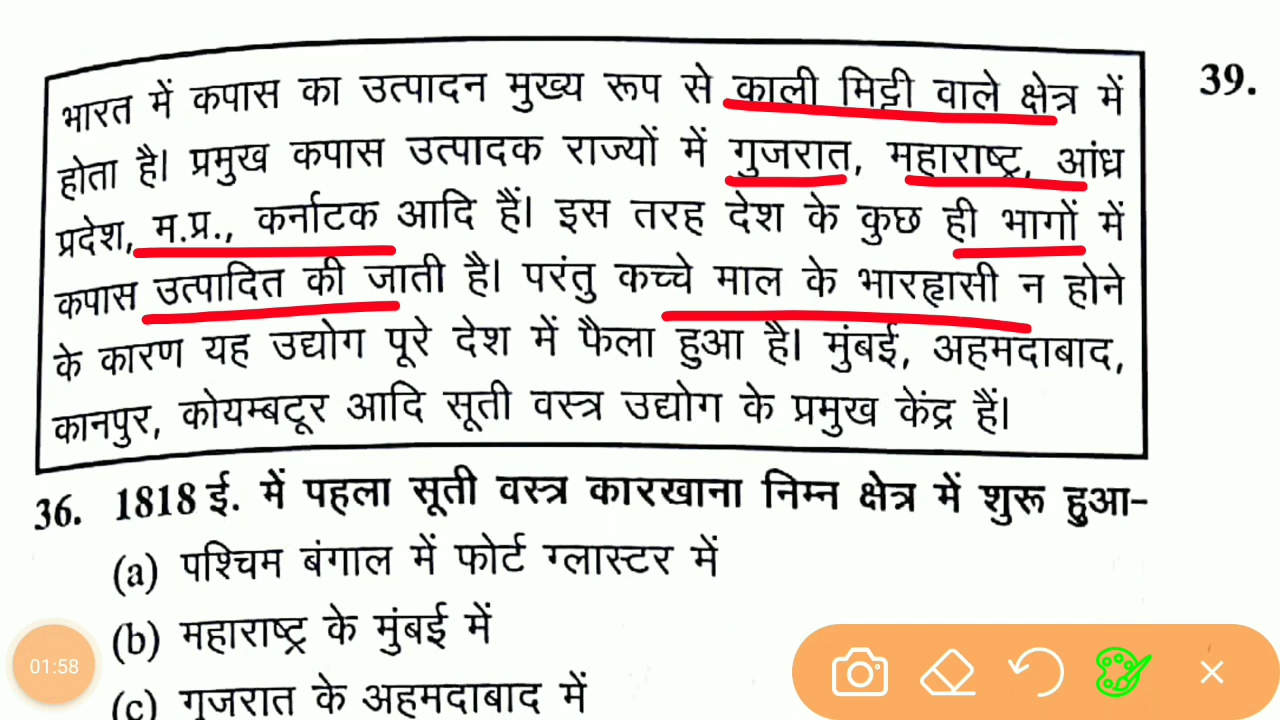 भारत में कपास का उत्पादन मुख्य रूप से काली मिट्टी वाले क्षेत्र में
होता है। प्रमुख कपास उत्पादक राज्यों में गुजरात, महाराष्ट्र, आंध्र
प्रदेश, म.प्र., कर्नाटक आदि हैं। इस तरह देश के कुछ ही भागों में
कपास उत्पादित की जाती है। परंतु कच्चे माल के भारह्रासी न होने
के कारण यह उद्योग पूरे देश में फैला हुआ है। मुंबई, अहमदाबाद,
कानपुर, कोयम्बटूर आदि सूती वस्त्र उद्योग के प्रमुख केंद्र हैं।
36. 1818 ई. में पहला सूती वस्त्र कारखाना निम्न क्षेत्र में शुरू हुआ-
(a) पश्चिम बंगाल में फोर्ट ग्लास्टर में
(b) महाराष्ट्र के मुंबई में
(c) गुजरात के अहमदाबाद में
39.
01:58